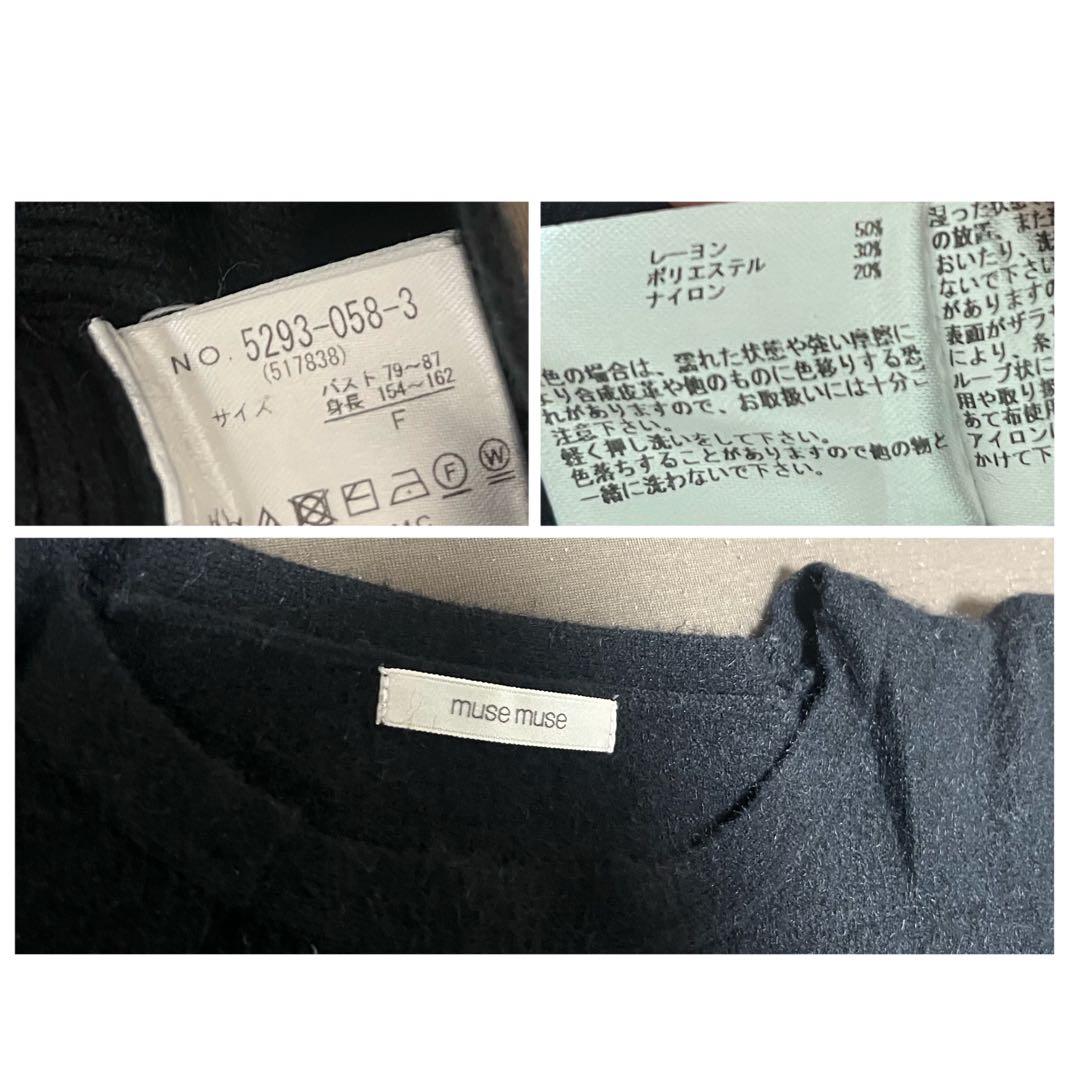 NO. 5293-058-3
(517838)
サイズ
バスト 79～87
身長 154～162
F
F
W
レーヨン 50%
ポリエステル 30%
ナイロン 20%
色の場合は、濡れた状態や強い摩擦に
より合成皮革や他のものに色移りする恐
れがありますので、お取扱いには十分ご
注意下さい。
軽く押し洗いをして下さい。
色落ちすることがありますので他の物と
一緒に洗わないで下さい。
湿った状態
の放置、また
おいたり、洗
ないで下さい
がありますの
表面がザラザ
により、糸
ループ状に
用や取り扱
あて布使用
アイロンに
かけて下
muse muse